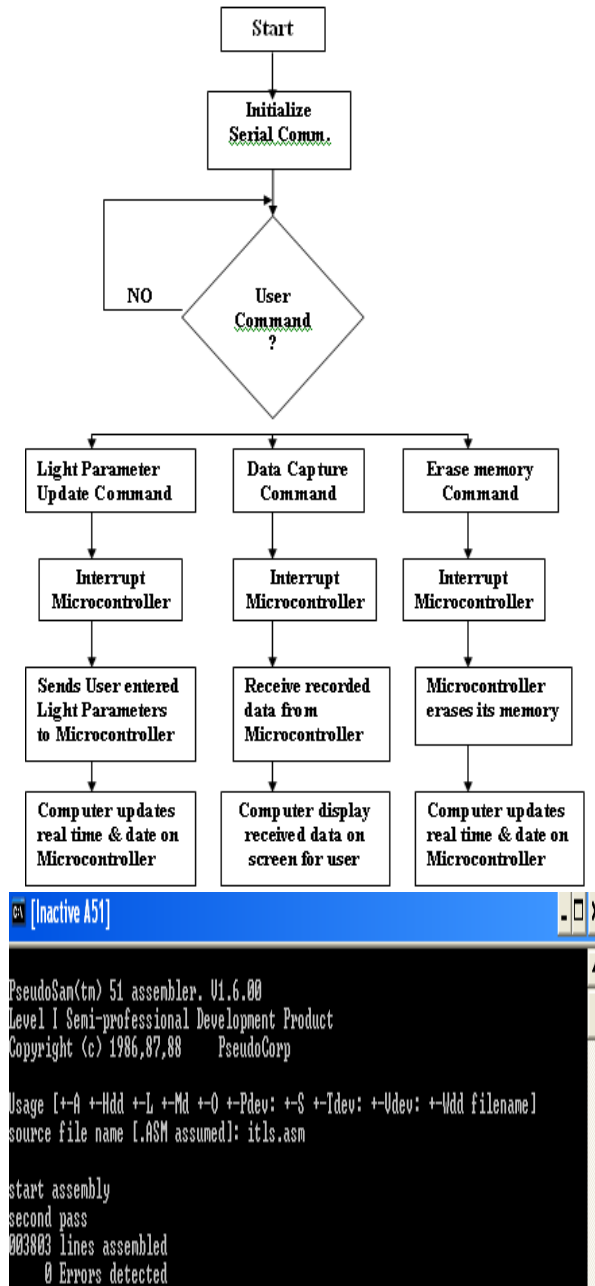 Start
Initialize
Serial Comm.
NO
User
Command
?
Light Parameter
Update Command
Data Capture
Command
Erase memory
Command
Interrupt
Microcontroller
Interrupt
Microcontroller
Interrupt
Microcontroller
Sends User entered
Light Parameters
to Microcontroller
Receive recorded
data from
Microcontroller
Microcontroller
erases its memory
Computer updates
real time & date on
Microcontroller
Computer display
received data on
screen for user
Computer updates
real time & date on
Microcontroller
[Inactive A51]
PseudoSam(tm) 51 assembler. V1.6.00
Level I Semi-professional Development Product
Copyright (c) 1986,87,88 PseudoCorp
Usage [+-A +-Hdd +-L +-Md +-O +-Pdev: +-S +-Tdev: +-Vdev: +-Wdd filename]
source file name [.ASM assumed]: itls.asm
start assembly
second pass
003803 lines assembled
0 Errors detected